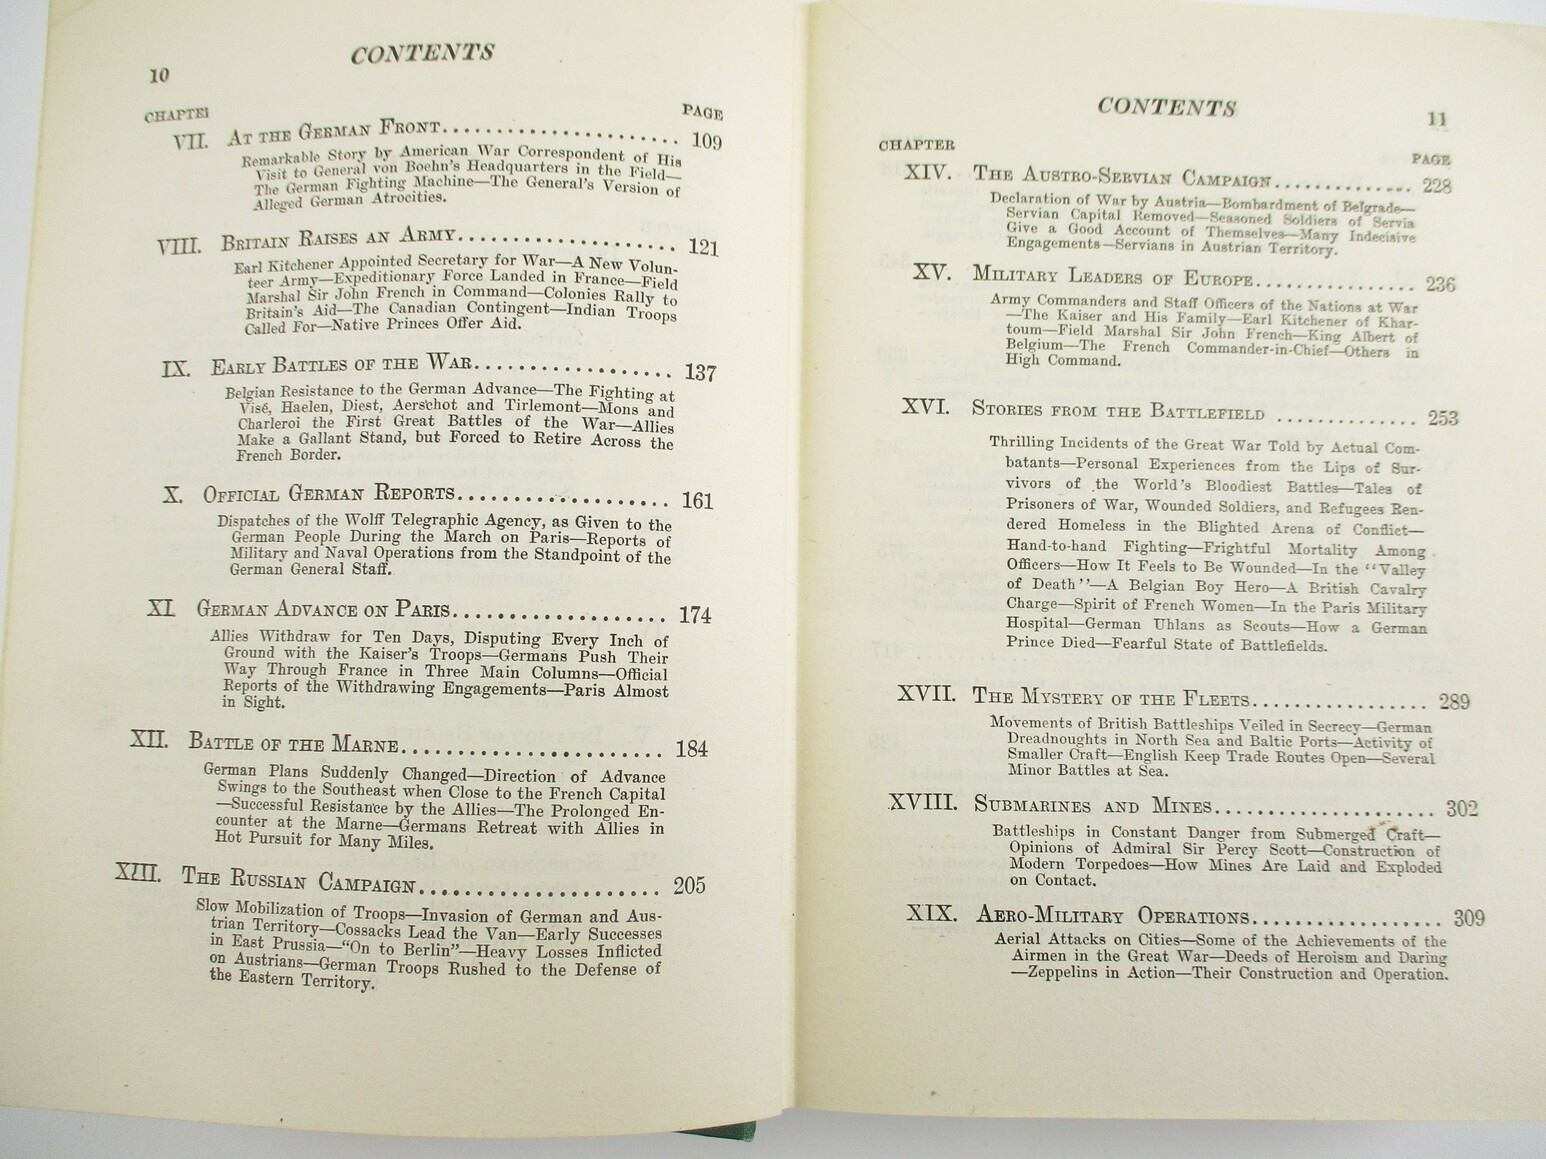 10
CONTENTS
CHAPTER
PAGE
VII. AT THE GERMAN FRONT.................... 109
Remarkable Story by American War Correspondent of His
Visit to General von Boehn's Headquarters in the Field—
The German Fighting Machine—The General's Version of
Alleged German Atrocities.
VIII. BRITAIN RAISES AN ARMY................... 121
Earl Kitchener Appointed Secretary for War—A New Volun-
teer Army—Expeditionary Force Landed in France—Field
Marshal Sir John French in Command—Colonies Rally to
Britain's Aid—The Canadian Contingent—Indian Troops
Called For—Native Princes Offer Aid.
IX. EARLY BATTLES OF THE WAR.................. 137
Belgian Resistance to the German Advance—The Fighting at
Visé, Haelen, Diest, Aerschot and Tirlemont—Mons and
Charleroi the First Great Battles of the War—Allies
Make a Gallant Stand, but Forced to Retire Across the
French Border.
X. OFFICIAL GERMAN REPORTS................... 161
Dispatches of the Wolff Telegraphic Agency, as Given to the
German People During the March on Paris—Reports of
Military and Naval Operations from the Standpoint of the
German General Staff.
XI. GERMAN ADVANCE ON PARIS................... 174
Allies Withdraw for Ten Days, Disputing Every Inch of
Ground with the Kaiser's Troops—Germans Push Their
Way Through France in Three Main Columns—Official
Reports of the Withdrawing Engagements—Paris Almost
in Sight.
XII. BATTLE OF THE MARNE....................... 184
German Plans Suddenly Changed—Direction of Advance
Swings to the Southeast when Close to the French Capital
—Successful Resistance by the Allies—The Prolonged En-
counter at the Marne—Germans Retreat with Allies in
Hot Pursuit for Many Miles.
XIII. THE RUSSIAN CAMPAIGN...................... 205
Slow Mobilization of Troops—Invasion of German and Aus-
trian Territory—Cossacks Lead the Van—Early Successes
in East Prussia—"On to Berlin"—Heavy Losses Inflicted
on Austrians—German Troops Rushed to the Defense of
the Eastern Territory.
CONTENTS
11
CHAPTER
PAGE
XIV. THE AUSTRO-SERVIAN CAMPAIGN............... 228
Declaration of War by Austria—Bombardment of Belgrade—
Servian Capital Removed—Seasoned Soldiers of Servia
Give a Good Account of Themselves—Many Indecisive
Engagements—Servians in Austrian Territory.
XV. MILITARY LEADERS OF EUROPE................ 236
Army Commanders and Staff Officers of the Nations at War
—The Kaiser and His Family—Earl Kitchener of Khar-
toum—Field Marshal Sir John French—King Albert of
Belgium—The French Commander-in-Chief—Others in
High Command.
XVI. STORIES FROM THE BATTLEFIELD .............. 253
Thrilling Incidents of the Great War Told by Actual Com-
batants—Personal Experiences from the Lips of Sur-
vivors of the World's Bloodiest Battles—Tales of
Prisoners of War, Wounded Soldiers, and Refugees Ren-
dered Homeless in the Blighted Arena of Conflict—
Hand-to-hand Fighting—Frightful Mortality Among
Officers—How It Feels to Be Wounded—In the "Valley
of Death"—A Belgian Boy Hero—A British Cavalry
Charge—Spirit of French Women—In the Paris Military
Hospital—German Uhlans as Scouts—How a German
Prince Died—Fearful State of Battlefields.
XVII. THE MYSTERY OF THE FLEETS................. 289
Movements of British Battleships Veiled in Secrecy—German
Dreadnoughts in North Sea and Baltic Ports—Activity of
Smaller Craft—English Keep Trade Routes Open—Several
Minor Battles at Sea.
XVIII. SUBMARINES AND MINES..................... 302
Battleships in Constant Danger from Submerged Craft—
Opinions of Admiral Sir Percy Scott—Construction of
Modern Torpedoes—How Mines Are Laid and Exploded
on Contact.
XIX. AERO-MILITARY OPERATIONS.................. 309
Aerial Attacks on Cities—Some of the Achievements of the
Airmen in the Great War—Deeds of Heroism and Daring
—Zeppelins in Action—Their Construction and Operation.